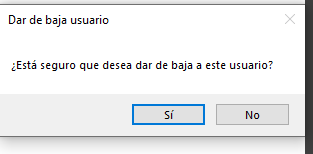 Dar de baja usuario
¿Está seguro que desea dar de baja a este usuario?
Sí
No